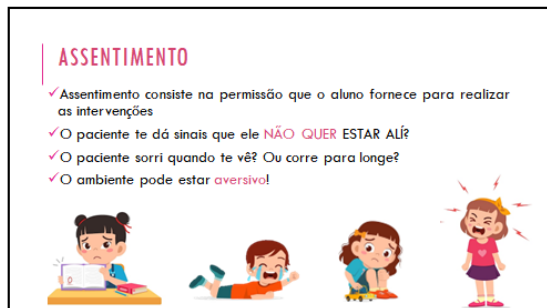 ASSENTIMENTO
✓Assentimento consiste na permissão que o aluno fornece para realizar
as intervenções
✓O paciente te dá sinais que ele NÃO QUER ESTAR ALÍ?
✓O paciente sorri quando te vê? Ou corre para longe?
✓O ambiente pode estar aversivo!